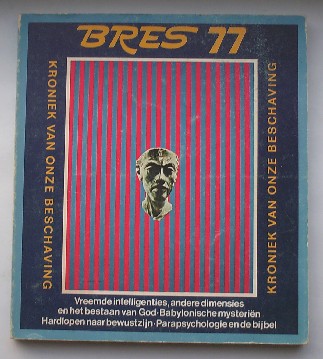 BRES 77
KRONIEK VAN ONZE BESCHAVING
KRONIEK VAN ONZE BESCHAVING
Vreemde intelligenties, andere dimensies
en het bestaan van God·Babylonische mysteriën
Hardlopen naar bewustzijn·Parapsychologie en de bijbel